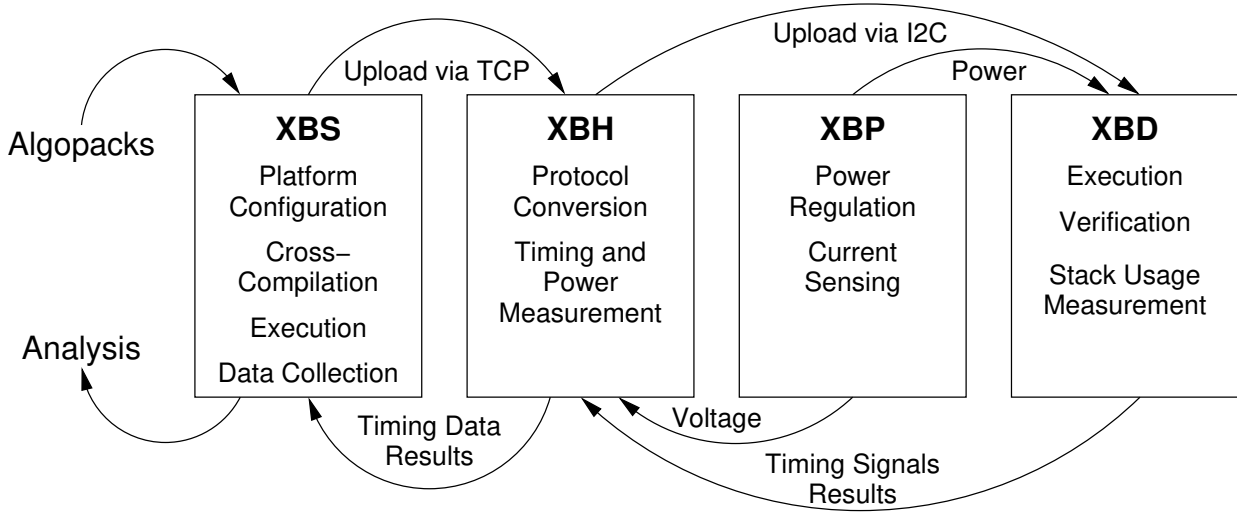 Upload via TCP
Upload via I2C
Power
Algopacks
XBS
Platform
Configuration
Cross−
Compilation
Execution
Data Collection
XBH
Protocol
Conversion
Timing and
Power
Measurement
XBP
Power
Regulation
Current
Sensing
XBD
Execution
Verification
Stack Usage
Measurement
Analysis
Timing Data
Results
Voltage
Timing Signals
Results